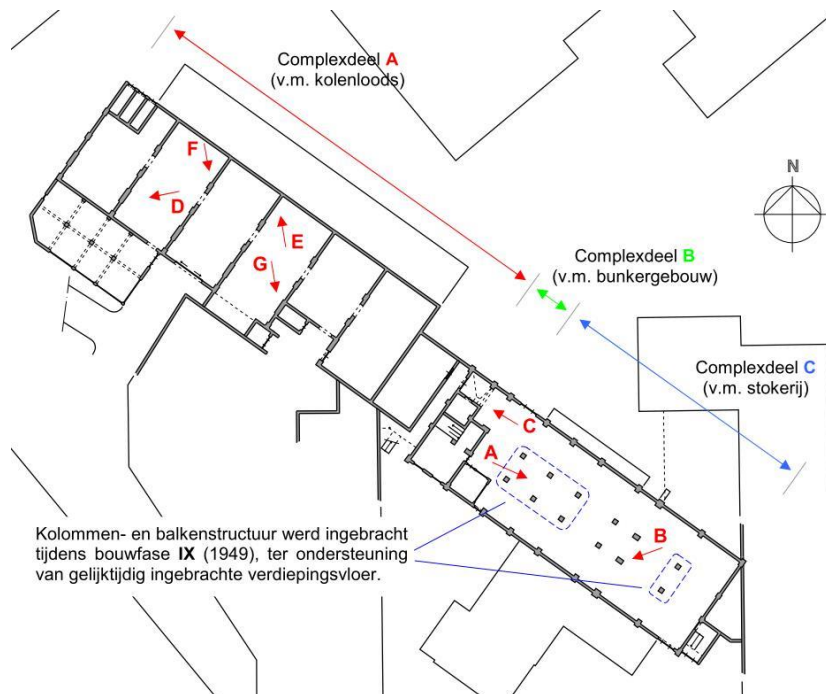 Complexdeel A
(v.m. kolenloods)
F
D
E
G
N
Complexdeel B
(v.m. bunkergebouw)
Complexdeel C
(v.m. stokerij)
C
A
B
Kolommen- en balkenstructuur werd ingebracht
tijdens bouwfase IX (1949), ter ondersteuning
van gelijktijdig ingebrachte verdiepingsvloer.